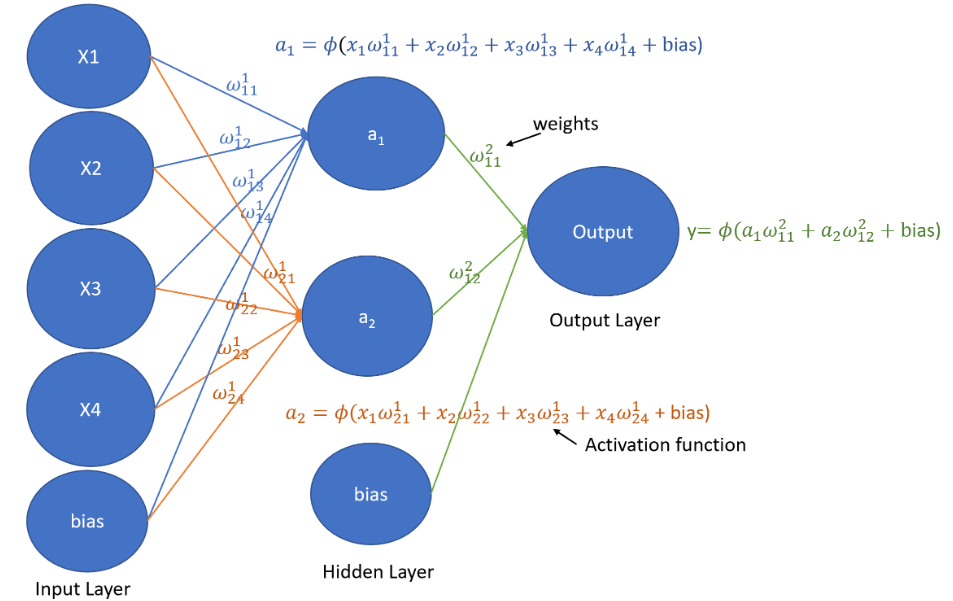 X1
X2
X3
X4
bias
Input Layer
a₁ = ϕ(x₁ω¹₁₁ + x₂ω¹₁₂ + x₃ω¹₁₃ + x₄ω¹₁₄ + bias)
ω¹₁₁
ω¹₁₂
ω¹₁₃
ω¹₁₄
ω¹₂₁
ω¹₂₂
ω¹₂₃
ω¹₂₄
a₁
a₂
a₂ = ϕ(x₁ω¹₂₁ + x₂ω¹₂₂ + x₃ω¹₂₃ + x₄ω¹₂₄ + bias)
Activation function
bias
Hidden Layer
weights
ω²₁₁
ω²₁₂
Output
y= ϕ(a₁ω²₁₁ + a₂ω²₁₂ + bias)
Output Layer